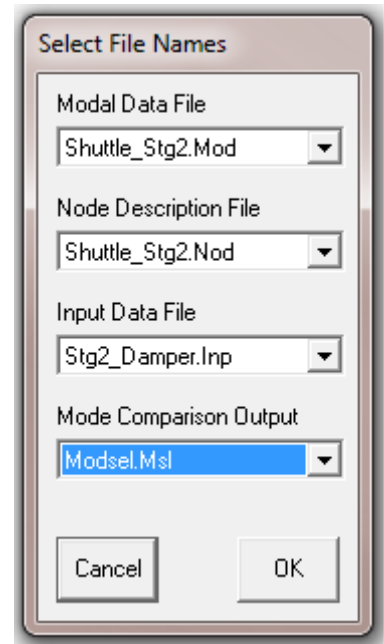 Select File Names
Modal Data File
Shuttle_Stg2.Mod
Node Description File
Shuttle_Stg2.Nod
Input Data File
Stg2_Damper.Inp
Mode Comparison Output
Modsel.Msl
Cancel OK